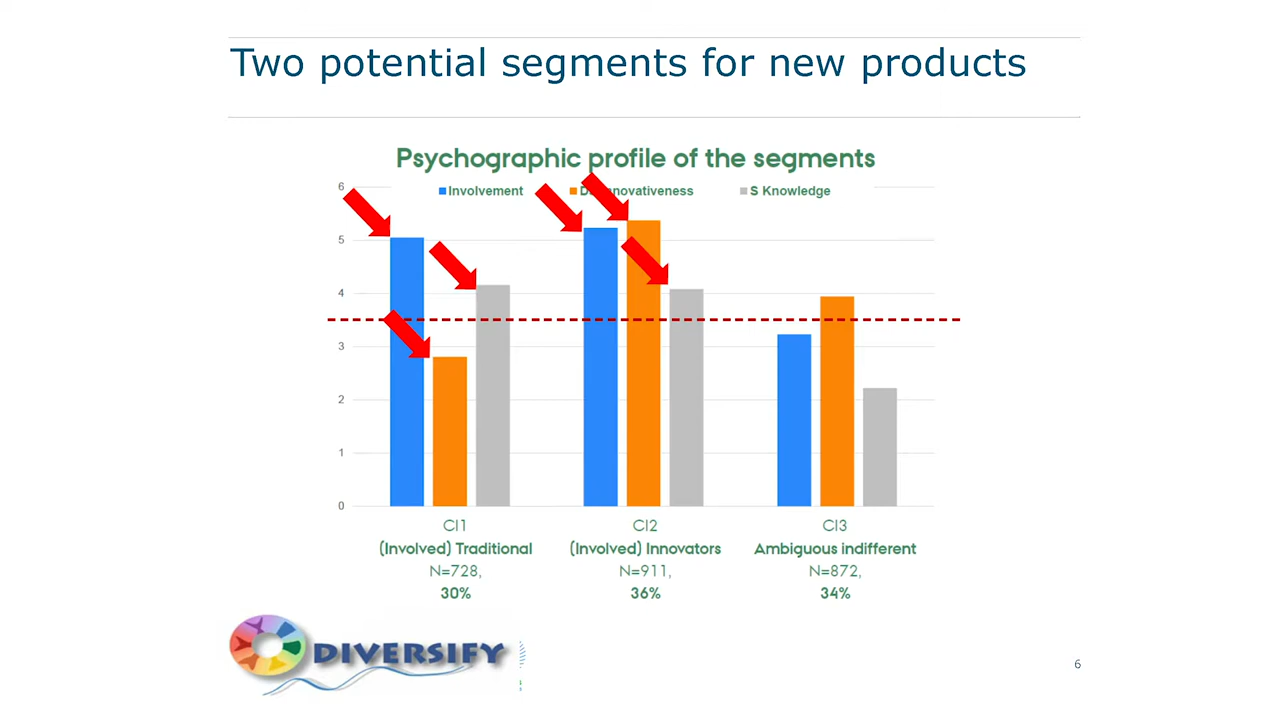 Two potential segments for new products
Psychographic profile of the segments
Involvement
novativeness
S Knowledge
6
5
4
3
2
1
0
Cl1
(Involved) Traditional
N=728,
30%
Cl2
(Involved) Innovators
N=911,
36%
Cl3
Ambiguous indifferent
N=872,
34%
DIVERSIFY
6